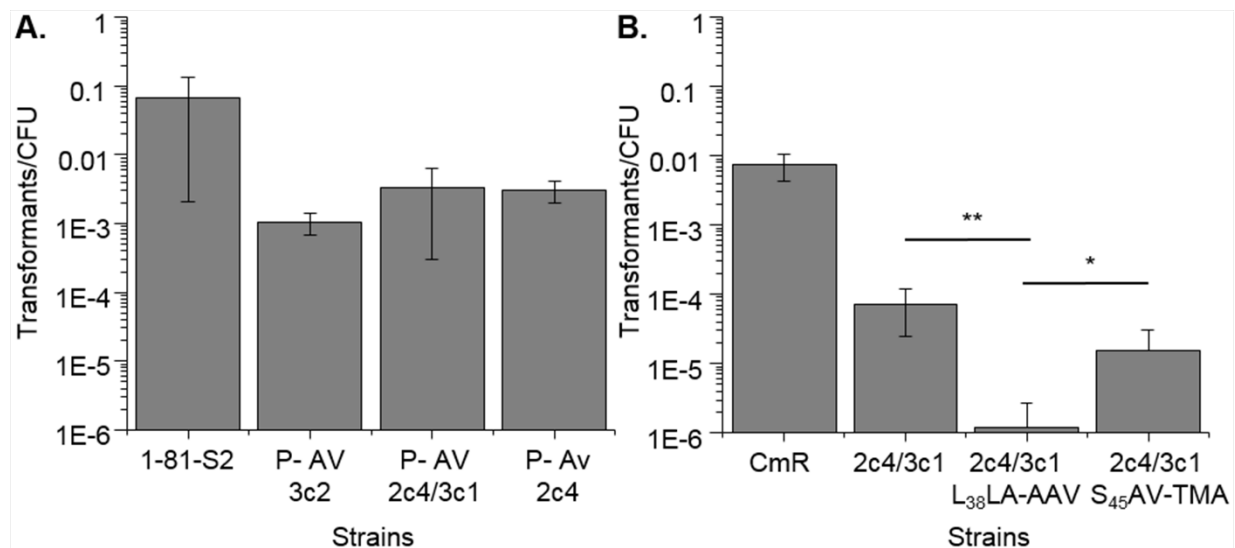 A.
Transformants/CFU
1
0.1
0.01
1E-3
1E-4
1E-5
1E-6
1-81-S2
P- AV
3c2
P- AV
2c4/3c1
P- Av
2c4
Strains
B.
Transformants/CFU
1
0.1
0.01
1E-3
1E-4
1E-5
1E-6
**
*
CmR
2c4/3c1
2c4/3c1
L₃₈LA-AAV
2c4/3c1
S₄₅AV-TMA
Strains